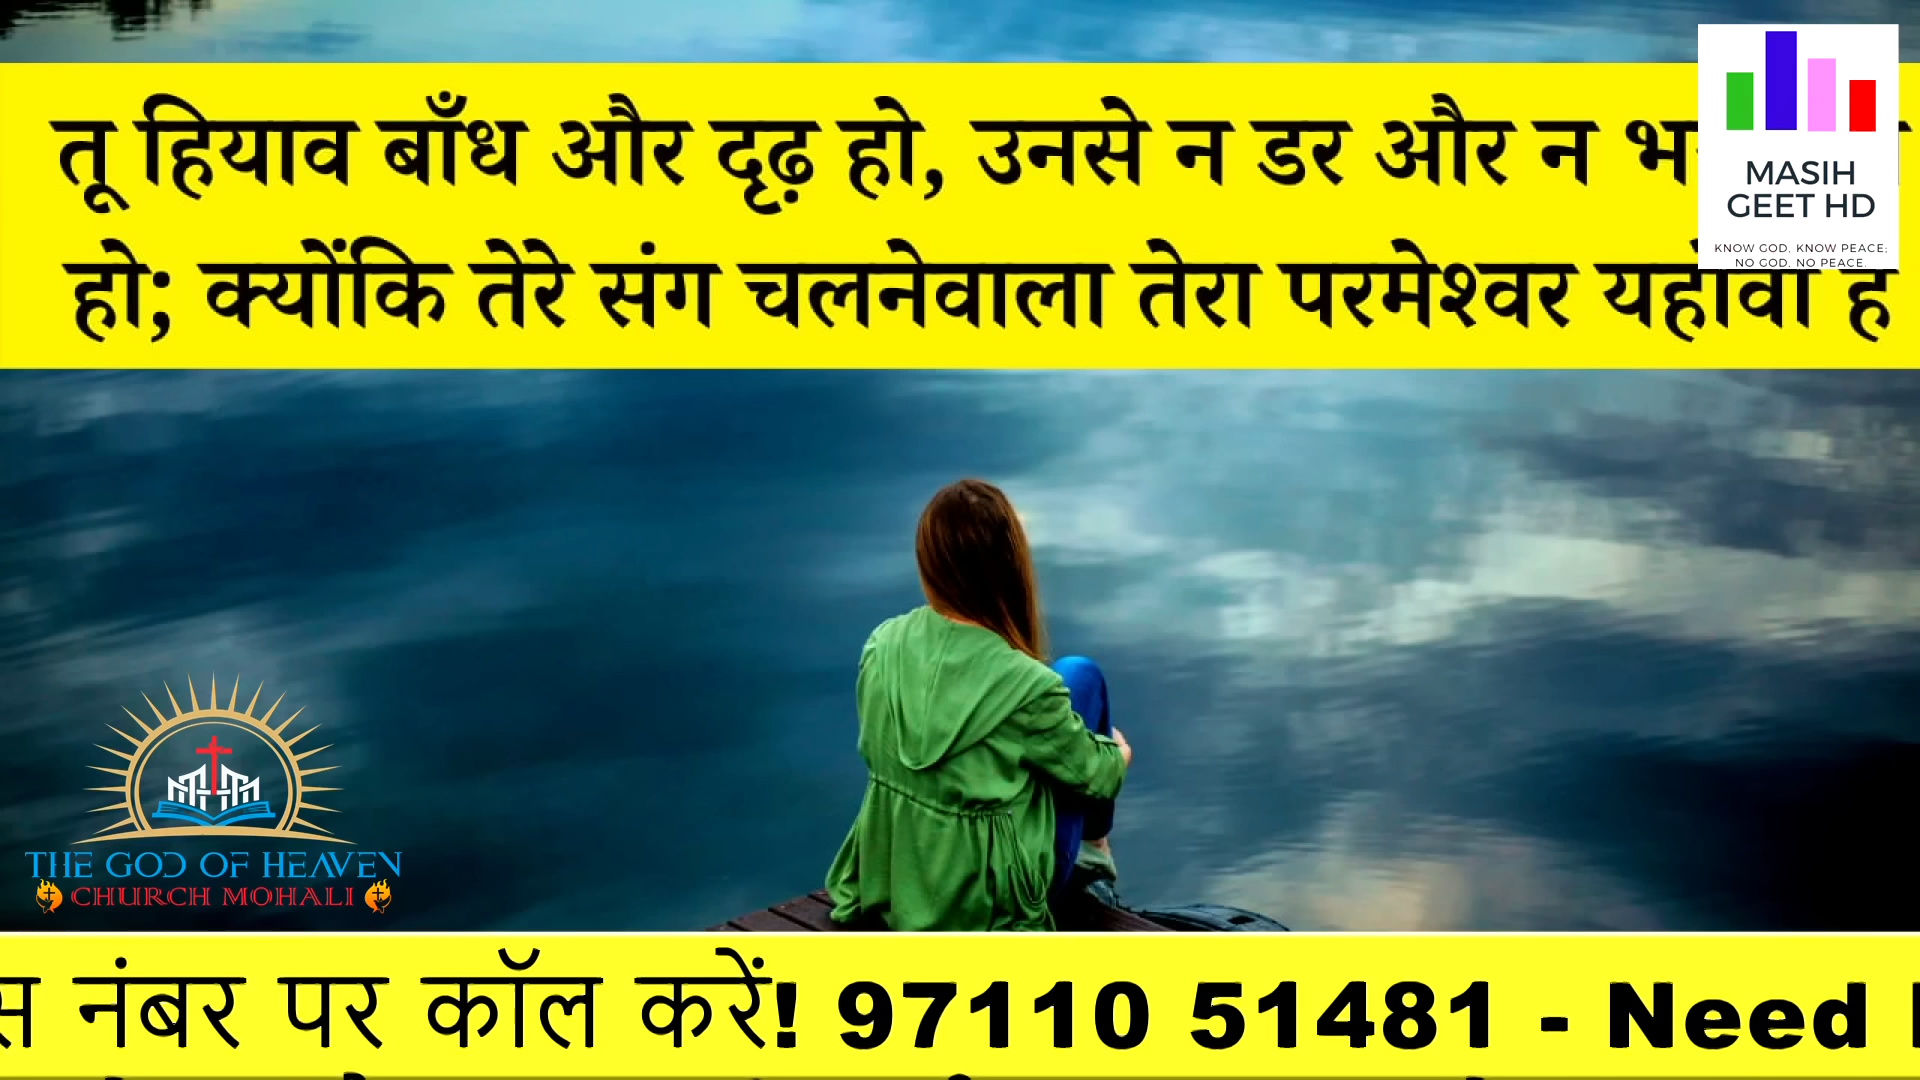 तू हियाव बाँध और दृढ़ हो, उनसे न डर और न
हो; क्योंकि तेरे संग चलनेवाला तेरा परमेश्वर यहोवा है
MASIH
GEET HD
KNOW GOD. KNOW PEACE;
NO GOD. NO PEACE.
THE GOD OF HEAVEN
CHURCH MOHALI
नंबर पर कॉल करें! 97110 51481 - Need